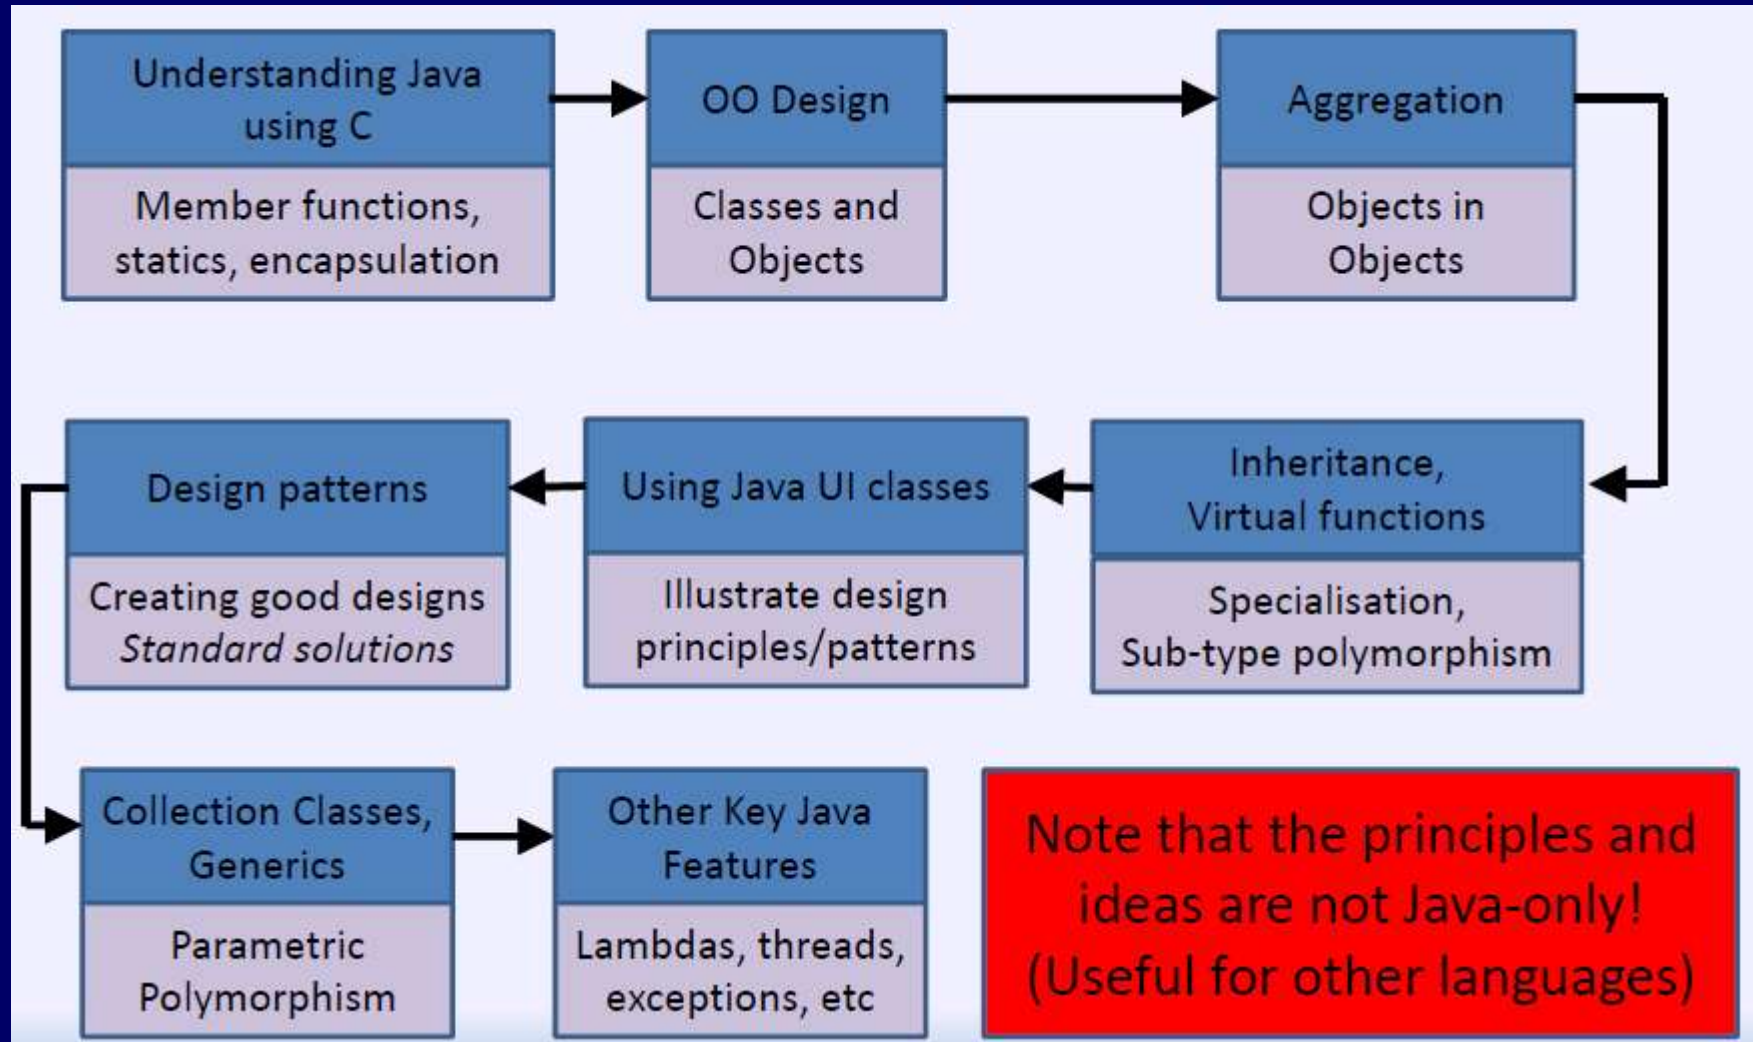 Understanding Java
using C
Member functions,
statics, encapsulation
OO Design
Classes and
Objects
Aggregation
Objects in
Objects
Inheritance,
Virtual functions
Specialisation,
Sub-type polymorphism
Using Java UI classes
Illustrate design
principles/patterns
Design patterns
Creating good designs
Standard solutions
Collection Classes,
Generics
Parametric
Polymorphism
Other Key Java
Features
Lambdas, threads,
exceptions, etc
Note that the principles and
ideas are not Java-only!
(Useful for other languages)